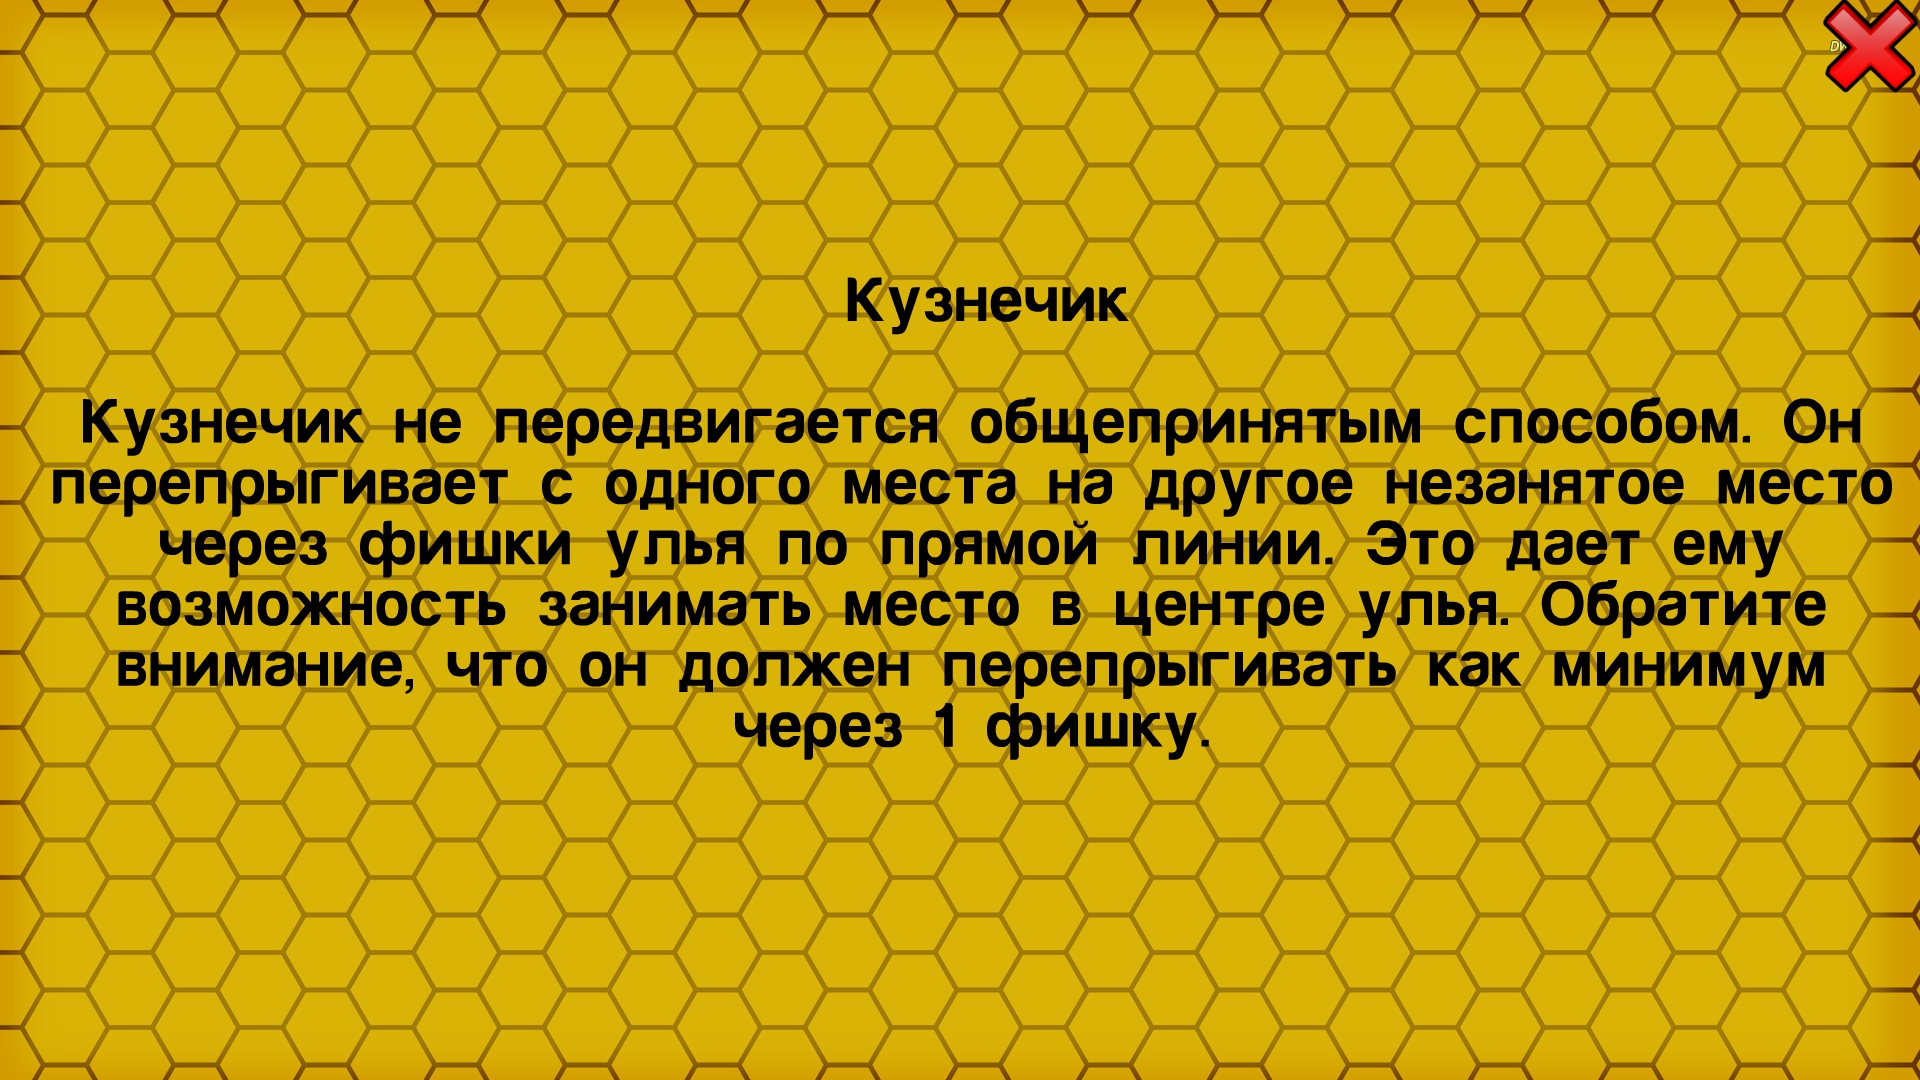 Кузнечик
Кузнечик не передвигается общепринятым способом. Он
перепрыгивает с одного места на другое незанятое место
через фишки улья по прямой линии. Это дает ему
возможность занимать место в центре улья. Обратите
внимание, что он должен перепрыгивать как минимум
через 1 фишку.